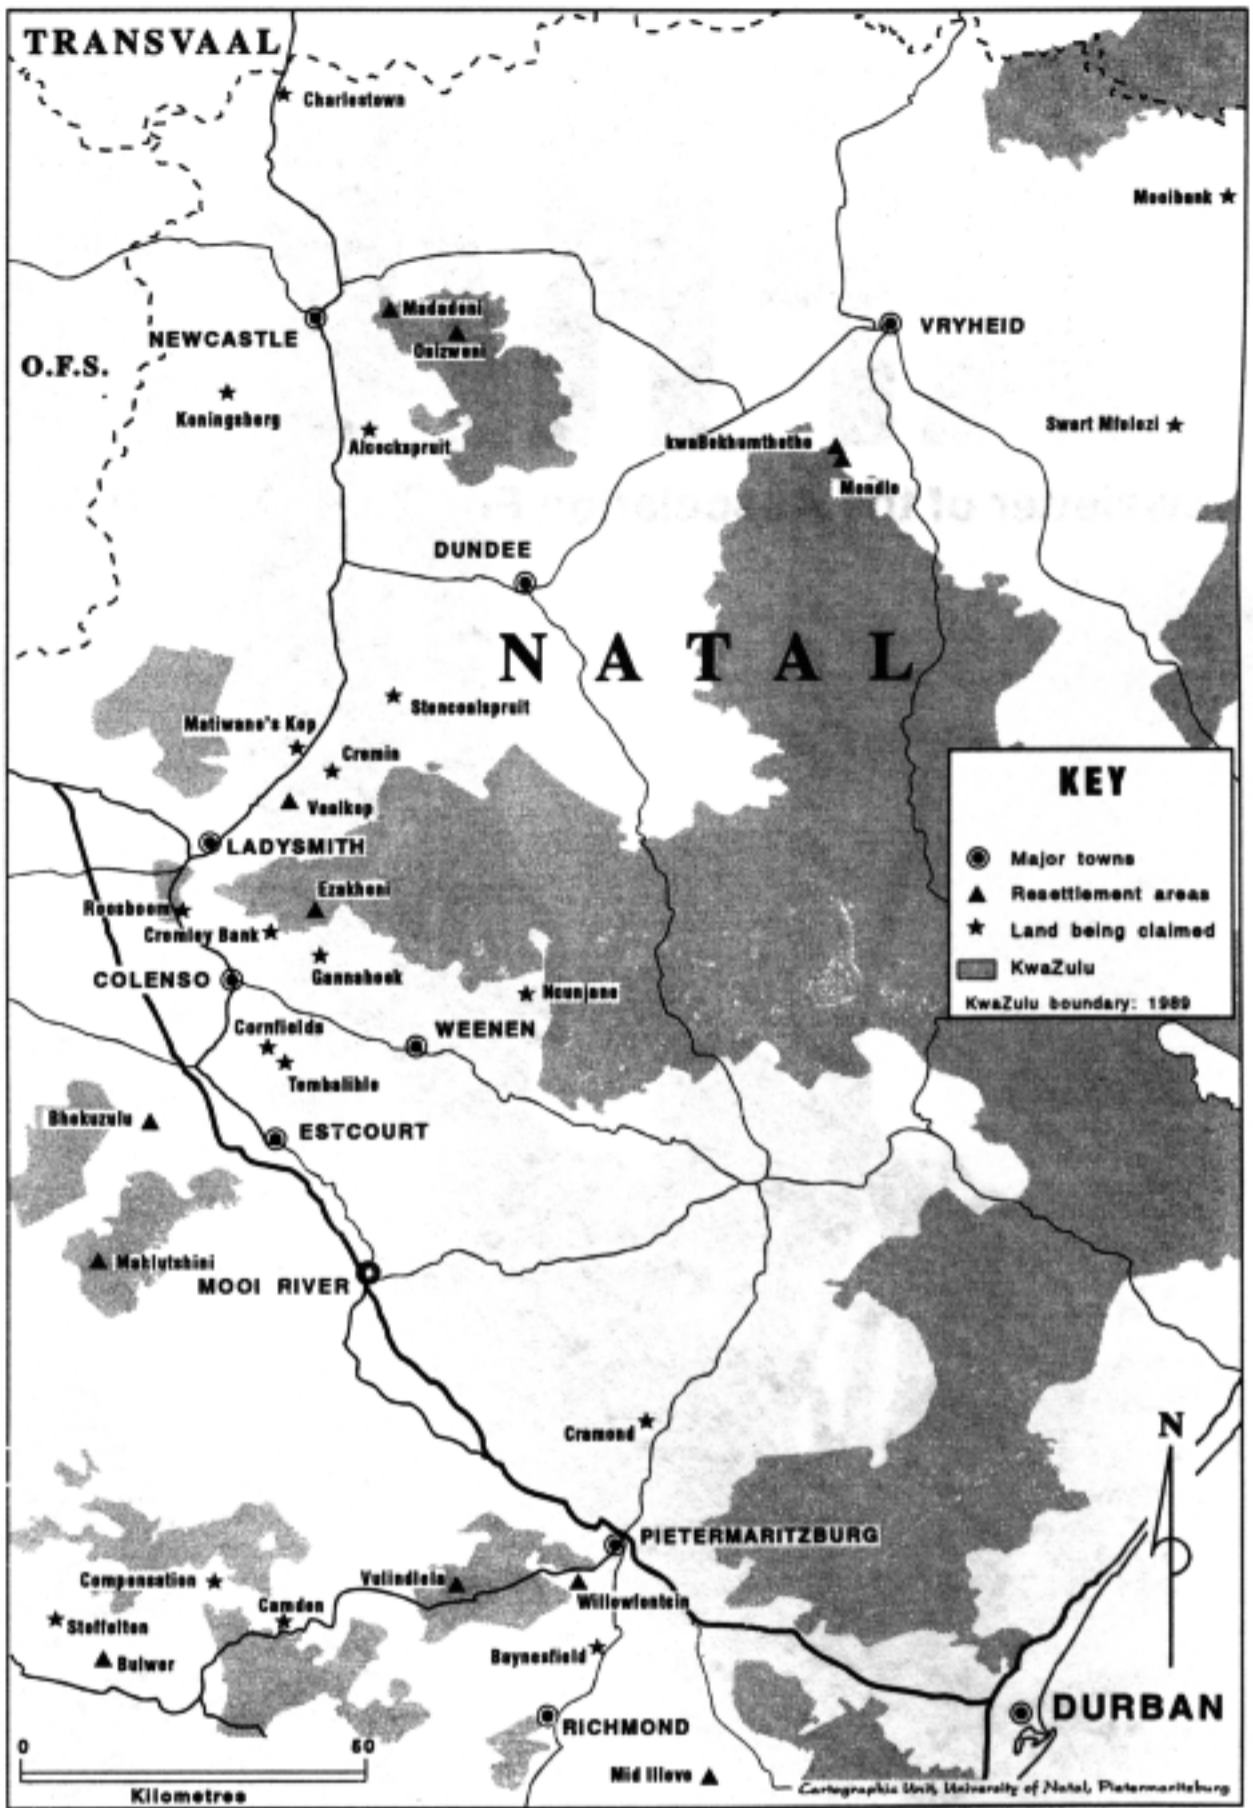 TRANSVAAL
Charlestown
Mooibank
Madadeni
Osizweni
NEWCASTLE
VRYHEID
O.F.S.
Koningsberg
Alcockspruit
Swart Mfolozi
kwaBekhumthetho
Mondlo
DUNDEE
NATAL
Stencoalspruit
Matiwane's Kop
Cremin
Vaalkop
LADYSMITH
Ezakheni
Roosboom
Cremley Bank
Gannahoek
COLENSO
Ncunjane
Cornfields
WEENEN
Tembalihle
Bhekuzulu
ESTCOURT
Mahlutshini
MOOI RIVER
KEY
Major towns
Resettlement areas
Land being claimed
KwaZulu
KwaZulu boundary: 1989
Cramond
N
PIETERMARITZBURG
Compensation
Vulindlela
Willowfontein
Camden
Stoffelton
Bulwer
Baynesfield
RICHMOND
DURBAN
Mid Illovo
0 60
Kilometres
Cartographic Unit, University of Natal, Pietermaritzburg